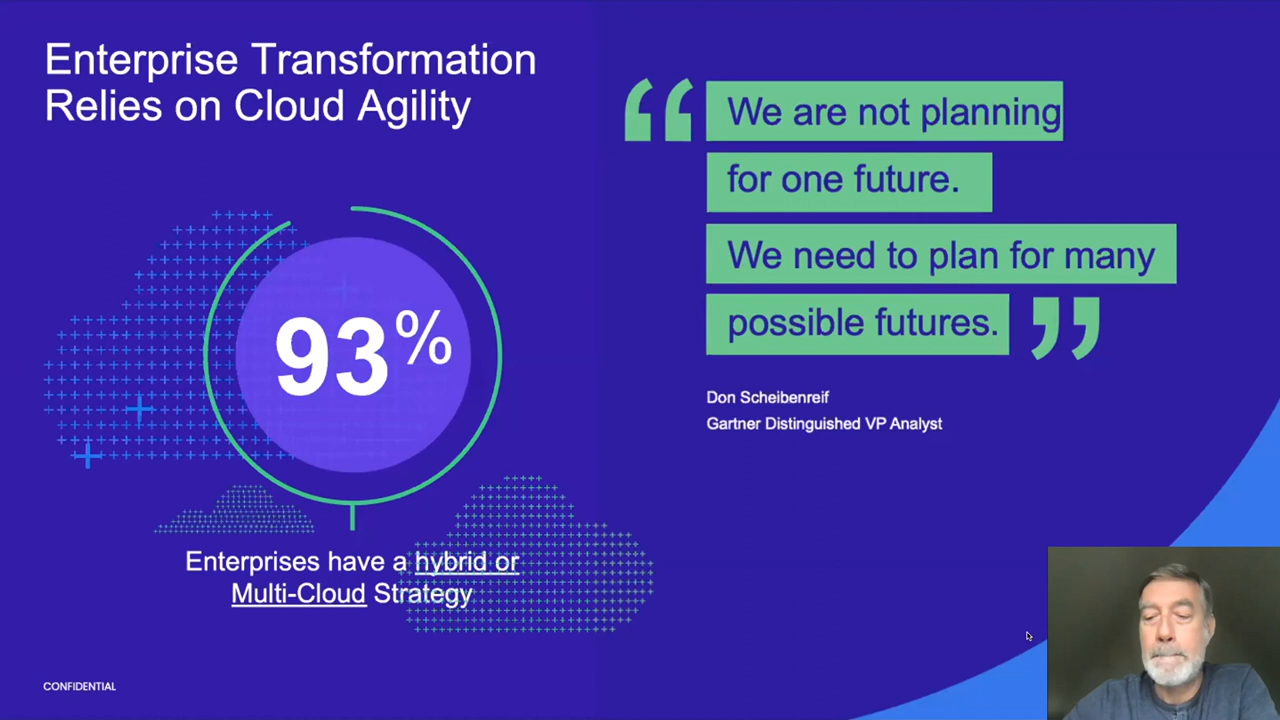 Enterprise Transformation
Relies on Cloud Agility
93%
Enterprises have a hybrid or
Multi-Cloud Strategy
“ We are not planning
for one future.
We need to plan for many
possible futures. ”
Don Scheibenreif
Gartner Distinguished VP Analyst
CONFIDENTIAL